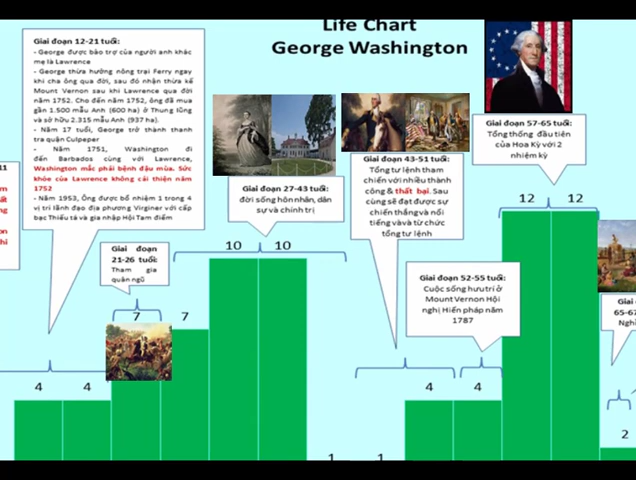 Life Chart
George Washington
11
Giai đoạn 12-21 tuổi:
- George được bảo trợ của người anh khác
mẹ là Lawrence
- George thừa hưởng nông trại Ferry ngay
khi cha ông qua đời, sau đó nhận thừa kế
Mount Vernon sau khi Lawrence qua đời
năm 1752. Cho đến năm 1752, ông đã mua
gần 1.500 mẫu Anh (600 ha) ở Thung lũng
và sở hữu 2.315 mẫu Anh (937 ha).
- Năm 17 tuổi, George trở thành thanh
tra quận Culpeper
- Năm 1751, Washington đi
đến Barbados cùng với Lawrence,
Washington mắc phải bệnh đậu mùa. Sức
khỏe của Lawrence không cải thiện năm
1752
- Năm 1953, Ông được bổ nhiệm 1 trong 4
vị trí lãnh đạo địa phương Virginer với cấp
bạc Thiếu tá và gia nhập Hội Tam điểm
Giai đoạn
21-26 tuổi:
Tham gia
quân ngũ
Giai đoạn 27-43 tuổi:
đời sống hôn nhân, dân
sự và chính trị
Giai đoạn 43-51 tuổi:
Tổng tư lệnh tham
chiến với nhiều thành
công & thất bại. Sau
cùng sẽ đạt được sự
chiến thắng và nổi
tiếng vàvà từ chức
tổng tư lệnh
Giai đoạn 52-55 tuổi:
Cuộc sống hưu trí ở
Mount Vernon Hội
nghị Hiến pháp năm
1787
Giai đoạn 57-65 tuổi:
Tổng thống đầu tiên
của Hoa Kỳ với 2
nhiệm kỳ
Giai
65-67
Nghỉ
4 4 7 7 10 10 1 1 4 4 12 12 2